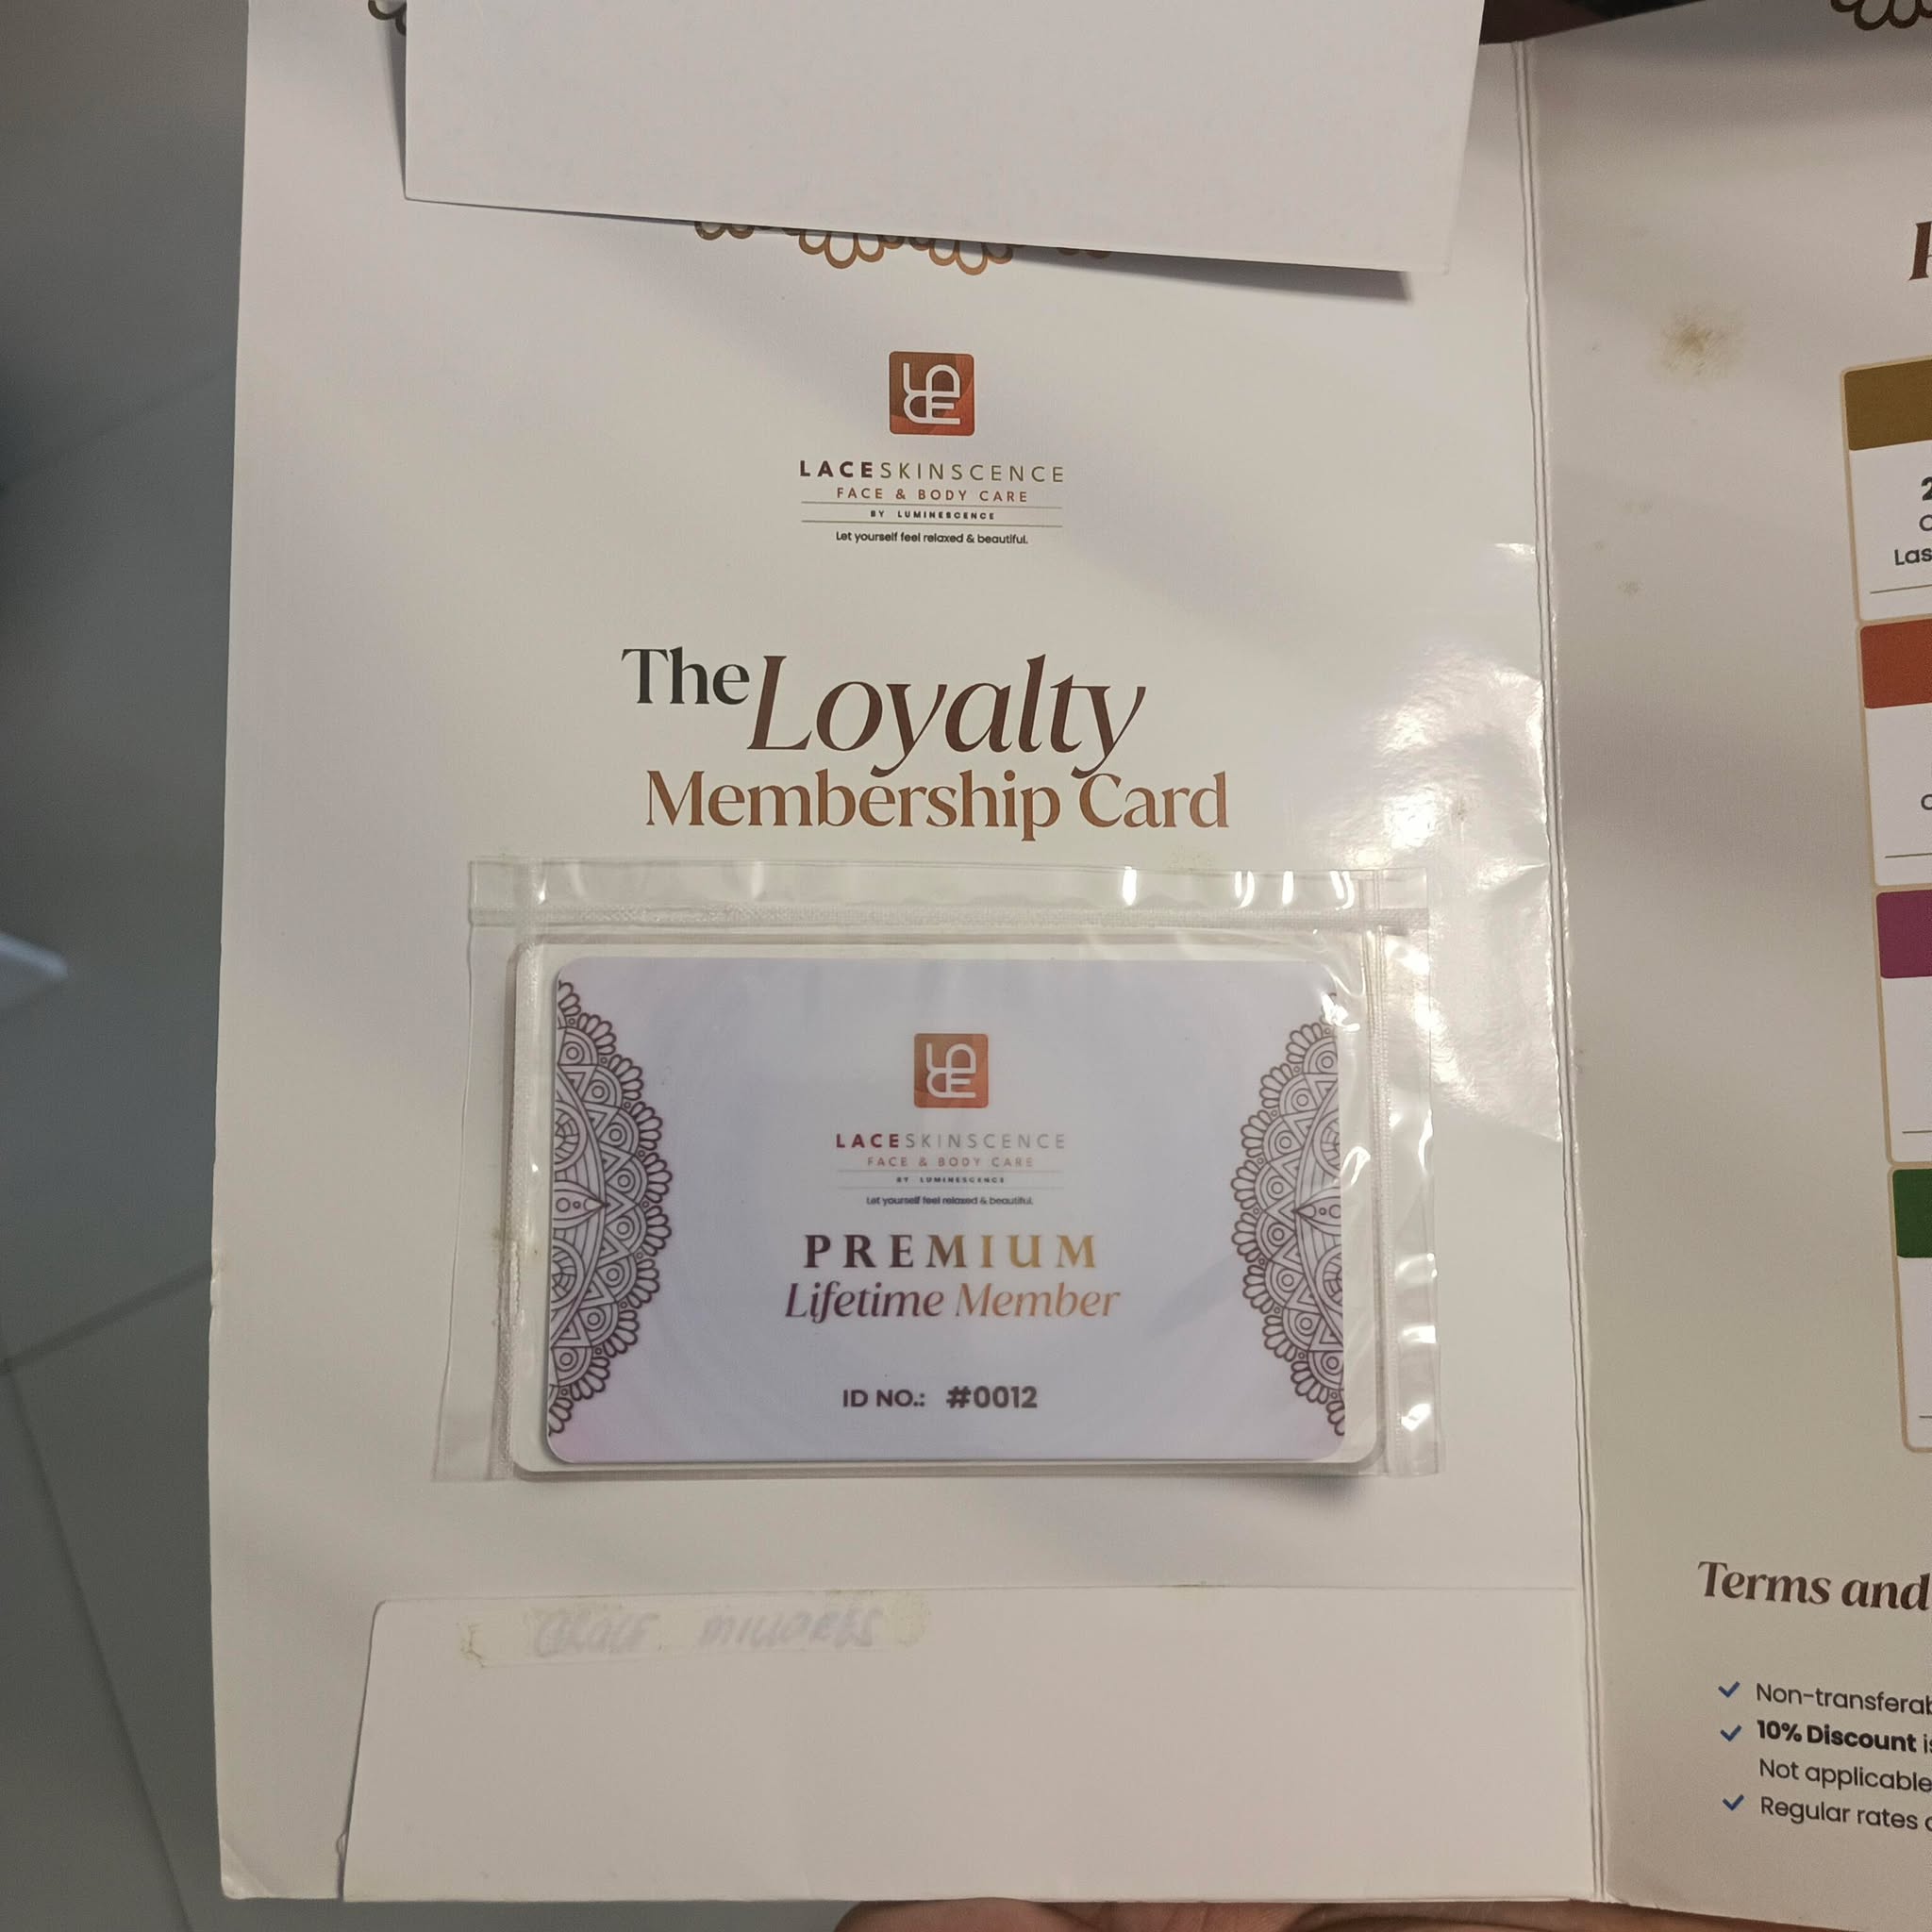 LACESKINSCENCE
FACE & BODY CARE
BY LUMINESCENCE
Let yourself feel relaxed & beautiful.
The Loyalty
Membership Card
LACESKINSCENCE
FACE & BODY CARE
BY LUMINESCENCE
Let yourself feel relaxed & beautiful.
PREMIUM
Lifetime Member
ID NO.: #0012
Las
Terms and
Non-transferab
10% Discount is
Not applicable
Regular rates